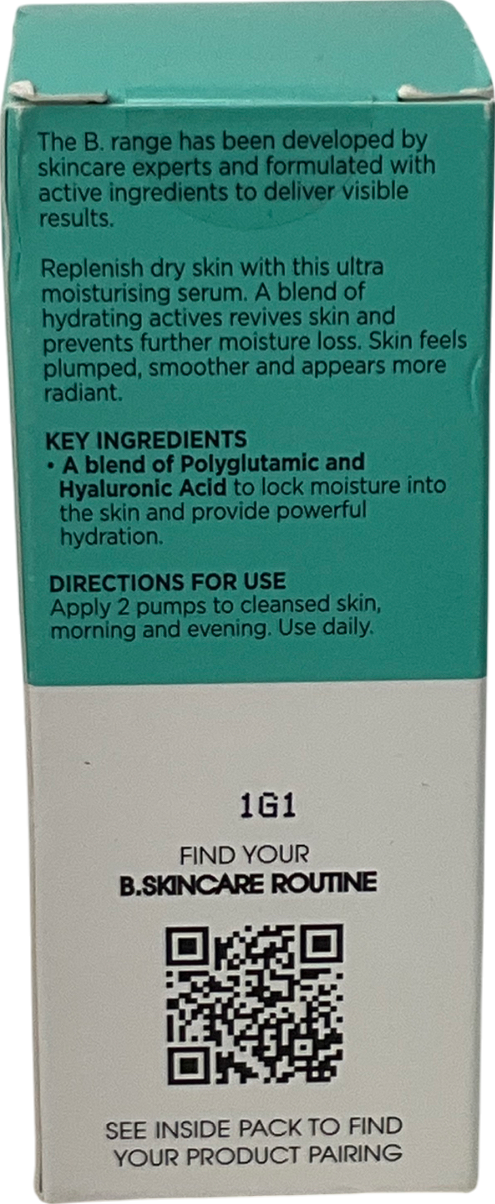 The B. range has been developed by
skincare experts and formulated with
active ingredients to deliver visible
results.
Replenish dry skin with this ultra
moisturising serum. A blend of
hydrating actives revives skin and
prevents further moisture loss. Skin feels
plumped, smoother and appears more
radiant.
KEY INGREDIENTS
• A blend of Polyglutamic and
Hyaluronic Acid to lock moisture into
the skin and provide powerful
hydration.
DIRECTIONS FOR USE
Apply 2 pumps to cleansed skin,
morning and evening. Use daily.
1G1
FIND YOUR
B.SKINCARE ROUTINE
SEE INSIDE PACK TO FIND
YOUR PRODUCT PAIRING